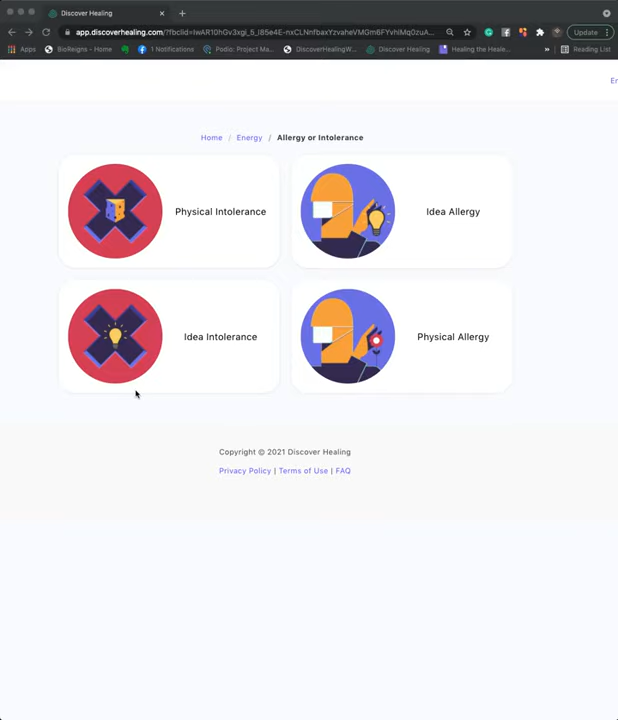 Discover Healing
app.discoverhealing.com
Update
Apps
BioReigns - Home
1 Notifications
Podio: Project Ma...
DiscoverHealingW...
Discover Healing
Healing the Heale...
»
Reading List
Er
Home / Energy / Allergy or Intolerance
Physical Intolerance
Idea Allergy
Idea Intolerance
Physical Allergy
Copyright © 2021 Discover Healing
Privacy Policy | Terms of Use | FAQ